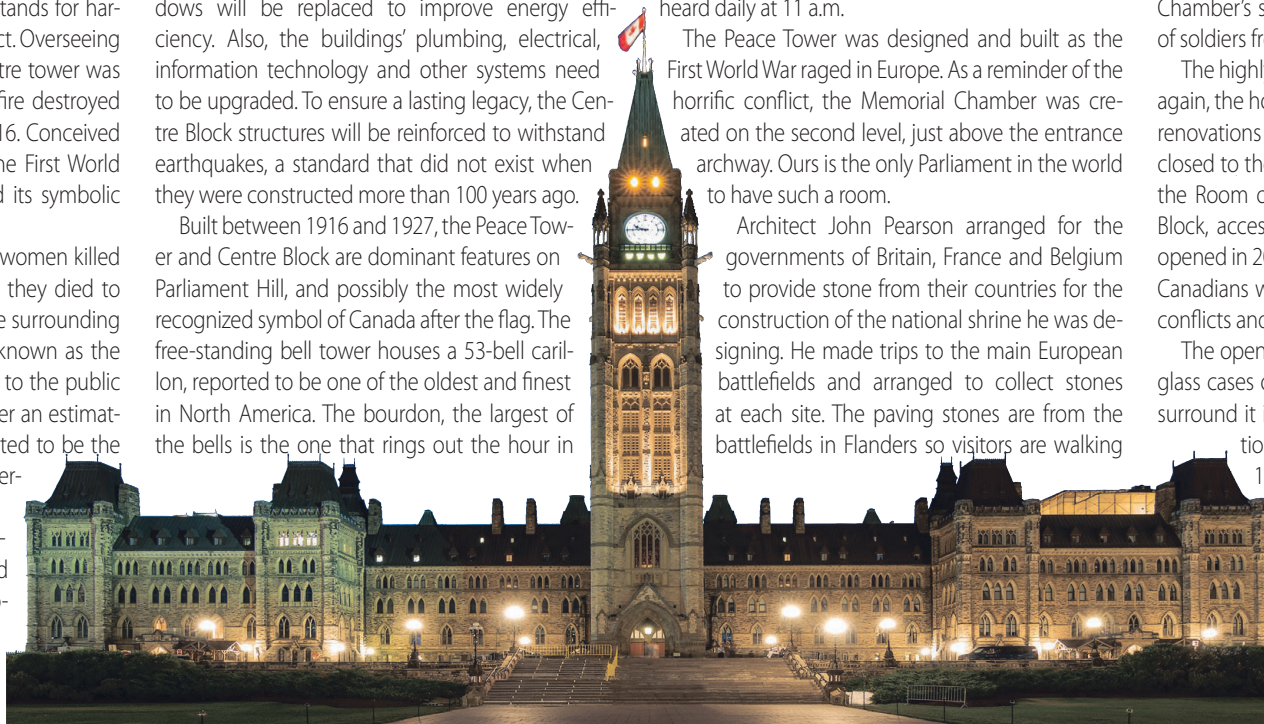 tands for har-
ct. Overseeing
tre tower was
fire destroyed
16. Conceived
he First World
d its symbolic
women killed
they died to
e surrounding
known as the
to the public
er an estimat-
ted to be the
er-
-
d
-
dows will be replaced to improve energy effi-
ciency. Also, the buildings’ plumbing, electrical,
information technology and other systems need
to be upgraded. To ensure a lasting legacy, the Cen-
tre Block structures will be reinforced to withstand
earthquakes, a standard that did not exist when
they were constructed more than 100 years ago.
Built between 1916 and 1927, the Peace Tow-
er and Centre Block are dominant features on
Parliament Hill, and possibly the most widely
recognized symbol of Canada after the flag. The
free-standing bell tower houses a 53-bell caril-
lon, reported to be one of the oldest and finest
in North America. The bourdon, the largest of
the bells is the one that rings out the hour in
heard daily at 11 a.m.
The Peace Tower was designed and built as the
First World War raged in Europe. As a reminder of the
horrific conflict, the Memorial Chamber was cre-
ated on the second level, just above the entrance
archway. Ours is the only Parliament in the world
to have such a room.
Architect John Pearson arranged for the
governments of Britain, France and Belgium
to provide stone from their countries for the
construction of the national shrine he was de-
signing. He made trips to the main European
battlefields and arranged to collect stones
at each site. The paving stones are from the
battlefields in Flanders so visitors are walking
Chamber’s s
of soldiers fr
The highl
again, the ho
renovations
closed to the
the Room o
Block, acces
opened in 20
Canadians w
conflicts and
The open
glass cases o
surround it i
tio
1